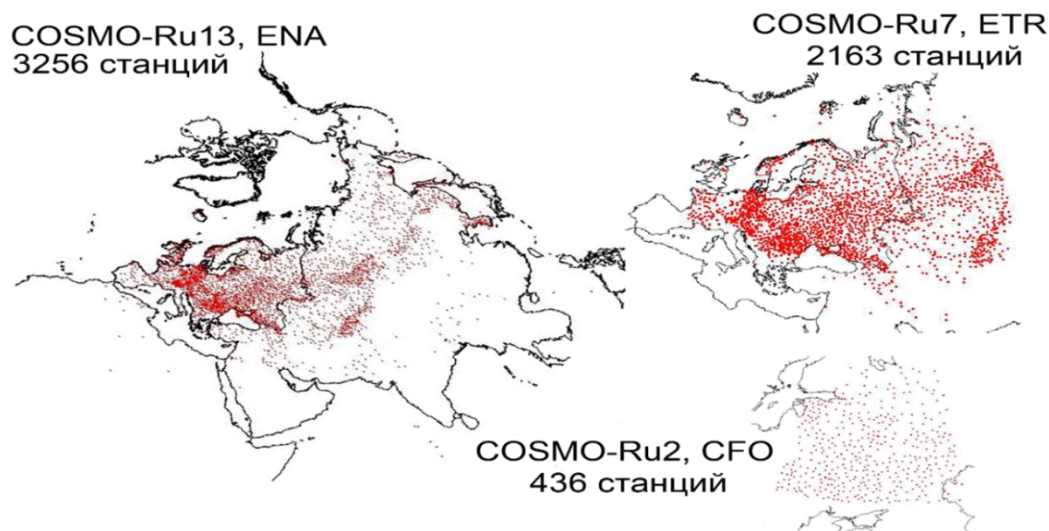 COSMO-Ru13, ENA
3256 станций
COSMO-Ru7, ETR
2163 станций
COSMO-Ru2, CFO
436 станций